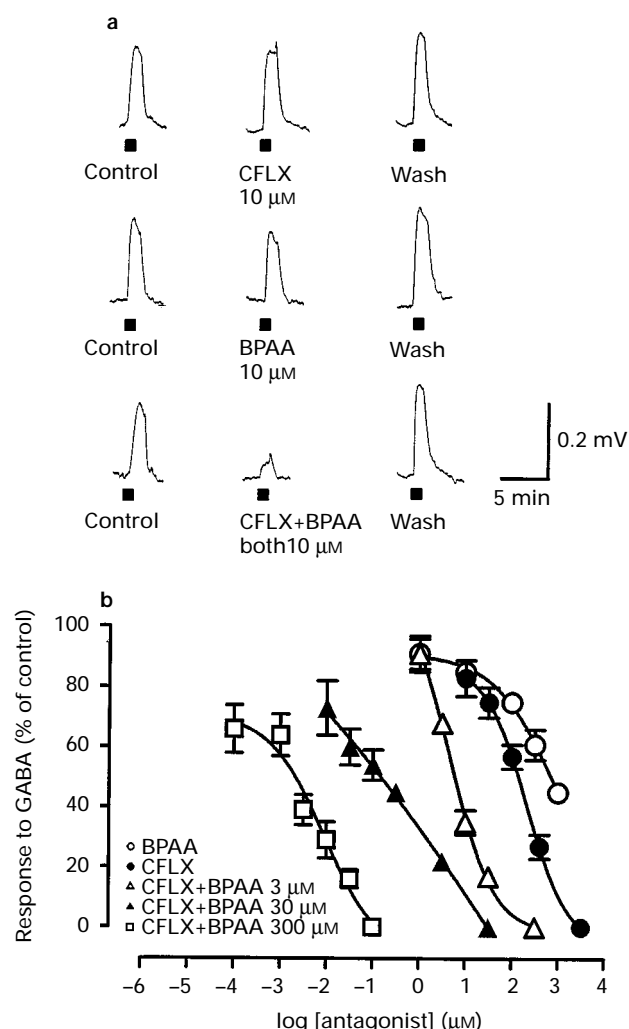 a
Control
CFLX
10 μM
Wash
Control
BPAA
10 μM
Wash
Control
CFLX+BPAA
both10 μM
Wash
0.2 mV
5 min
b
Response to GABA (% of control)
100
80
60
40
20
0
BPAA
CFLX
CFLX+BPAA 3 μM
CFLX+BPAA 30 μM
CFLX+BPAA 300 μM
−6 −5 −4 −3 −2 −1 0 1 2 3 4
log [antagonist] (μM)